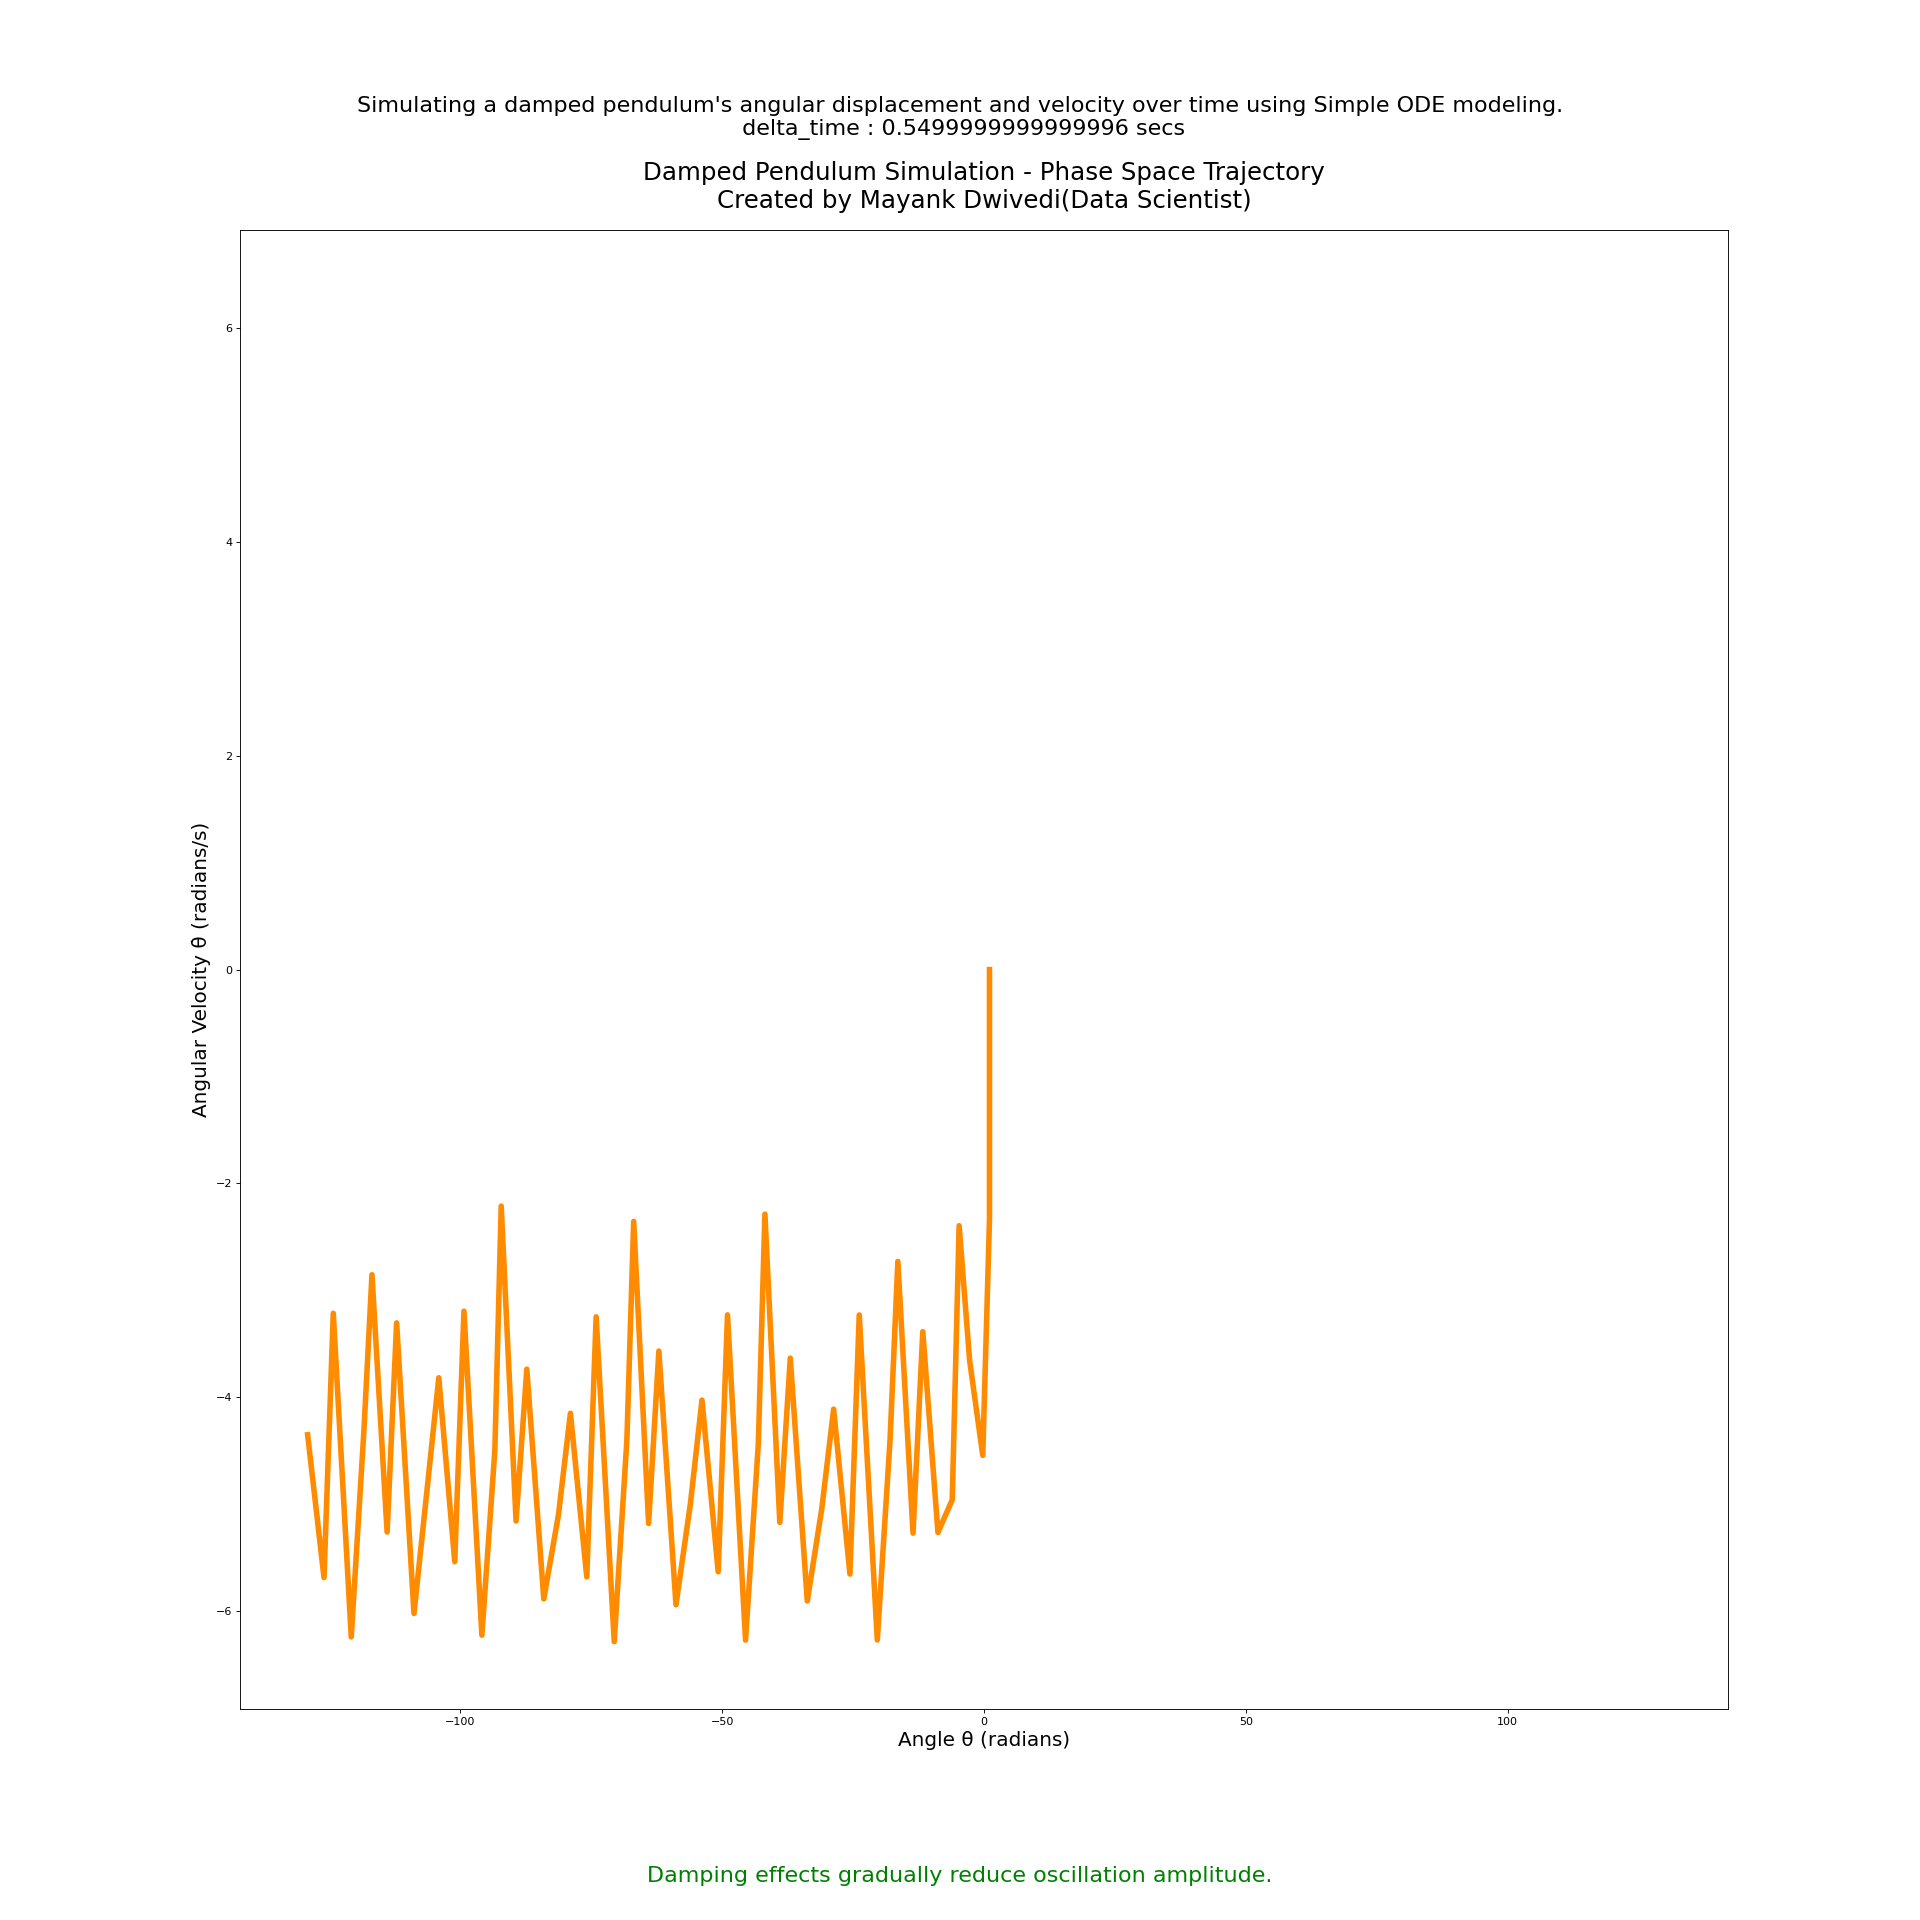 Simulating a damped pendulum's angular displacement and velocity over time using Simple ODE modeling.
delta_time : 0.5499999999999996 secs
Damped Pendulum Simulation - Phase Space Trajectory
Created by Mayank Dwivedi(Data Scientist)
6
4
2
0
−2
−4
−6
Angular Velocity θ̇ (radians/s)
−100
−50
0
50
100
Angle θ (radians)
Damping effects gradually reduce oscillation amplitude.